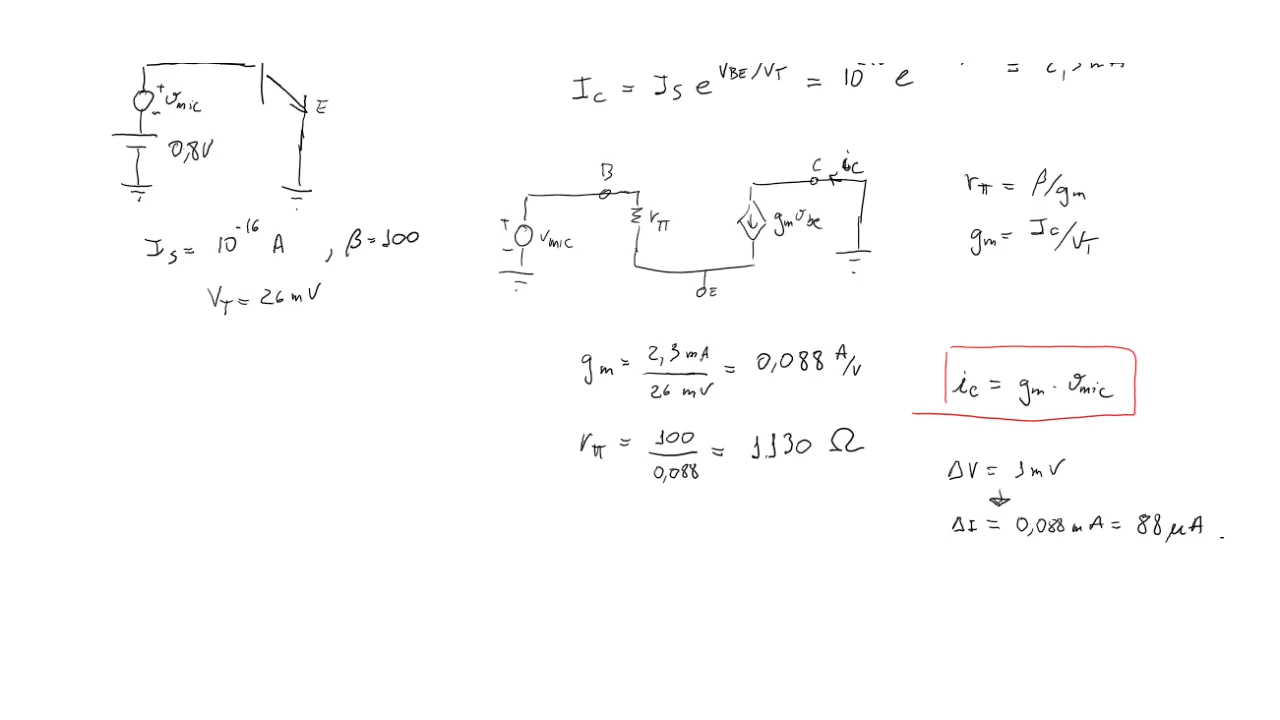 I_C = I_S e^{V_BE/V_T} = 10 e =
+ v_mic
-
E
0,8V
I_S = 10^{-16} A , β = 100
V_T = 26 mV
B
C i_C
+
-
v_mic
r_π
g_m v_be
E
r_π = β/g_m
g_m = I_C/V_T
g_m = 2,3 mA / 26 mV = 0,088 A/V
r_π = 100 / 0,088 = 1130 Ω
i_C = g_m · v_mic
ΔV = 1 mV
ΔI = 0,088 mA = 88 μA